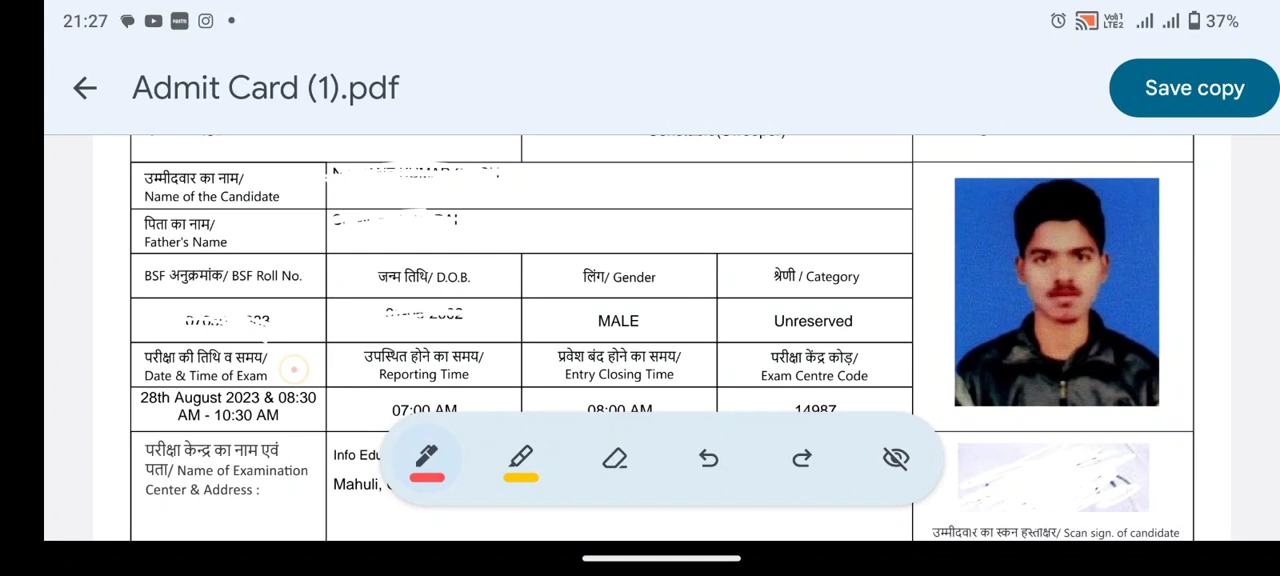 21:27
VoI) 1
LTE2
37%
Admit Card (1).pdf
Save copy
उम्मीदवार का नाम/
Name of the Candidate
पिता का नाम/
Father's Name
BSF अनुक्रमांक/ BSF Roll No.
जन्म तिथि/ D.O.B.
लिंग/ Gender
श्रेणी / Category
MALE
Unreserved
परीक्षा की तिथि व समय/
Date & Time of Exam
उपस्थित होने का समय/
Reporting Time
प्रवेश बंद होने का समय/
Entry Closing Time
परीक्षा केंद्र कोड़/
Exam Centre Code
28th August 2023 & 08:30
AM - 10:30 AM
07:00 AM
08:00 AM
14987
परीक्षा केन्द्र का नाम एवं
पता/ Name of Examination
Center & Address :
Info
Mahuli,
उम्मीदवार का स्कन हस्ताक्षर/ Scan sign. of candidate